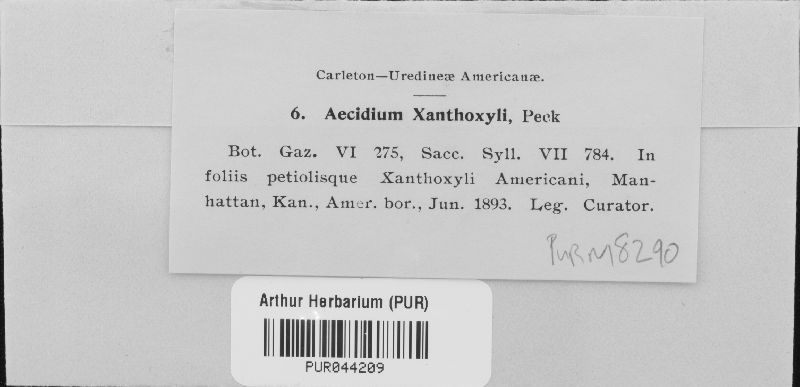 Carleton—Uredineæ Americanæ.
6. Aecidium Xanthoxyli, Peck
Bot. Gaz. VI 275, Sacc. Syll. VII 784. In
foliis petiolisque Xanthoxyli Americani, Man-
hattan, Kan., Amer. bor., Jun. 1893. Leg. Curator.
PURM8290
Arthur Herbarium (PUR)
PUR044209